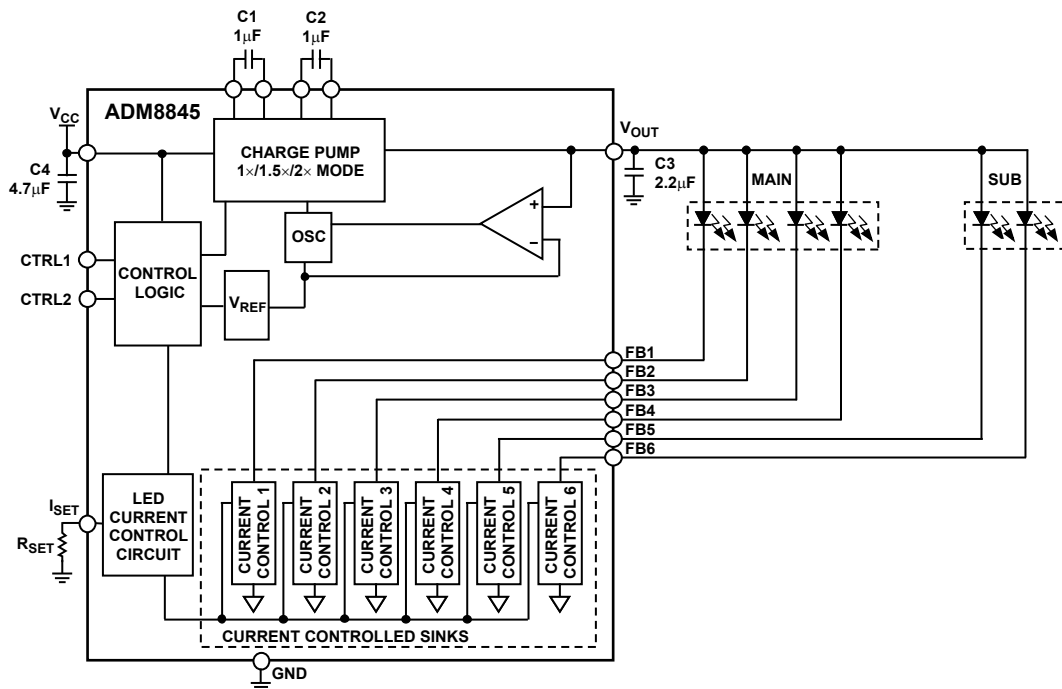 C1
1μF
C2
1μF
ADM8845
VCC
C4
4.7μF
CHARGE PUMP
1×/1.5×/2× MODE
VOUT
C3
2.2μF
MAIN
SUB
+
−
OSC
CTRL1
CTRL2
CONTROL
LOGIC
VREF
FB1
FB2
FB3
FB4
FB5
FB6
ISET
RSET
LED
CURRENT
CONTROL
CIRCUIT
CURRENT
CONTROL 1
CURRENT
CONTROL 2
CURRENT
CONTROL 3
CURRENT
CONTROL 4
CURRENT
CONTROL 5
CURRENT
CONTROL 6
CURRENT CONTROLLED SINKS
GND